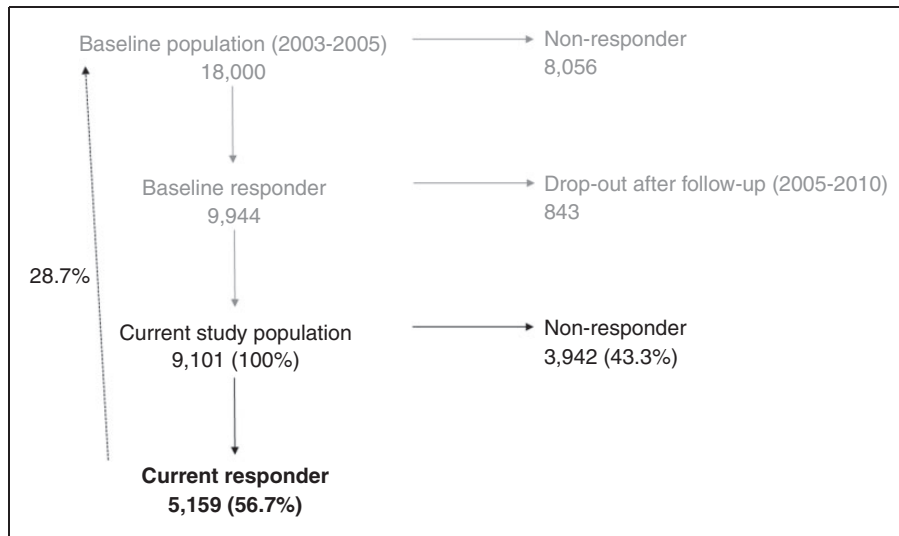 Baseline population (2003-2005)
18,000
Non-responder
8,056
Baseline responder
9,944
Drop-out after follow-up (2005-2010)
843
28.7%
Current study population
9,101 (100%)
Non-responder
3,942 (43.3%)
Current responder
5,159 (56.7%)